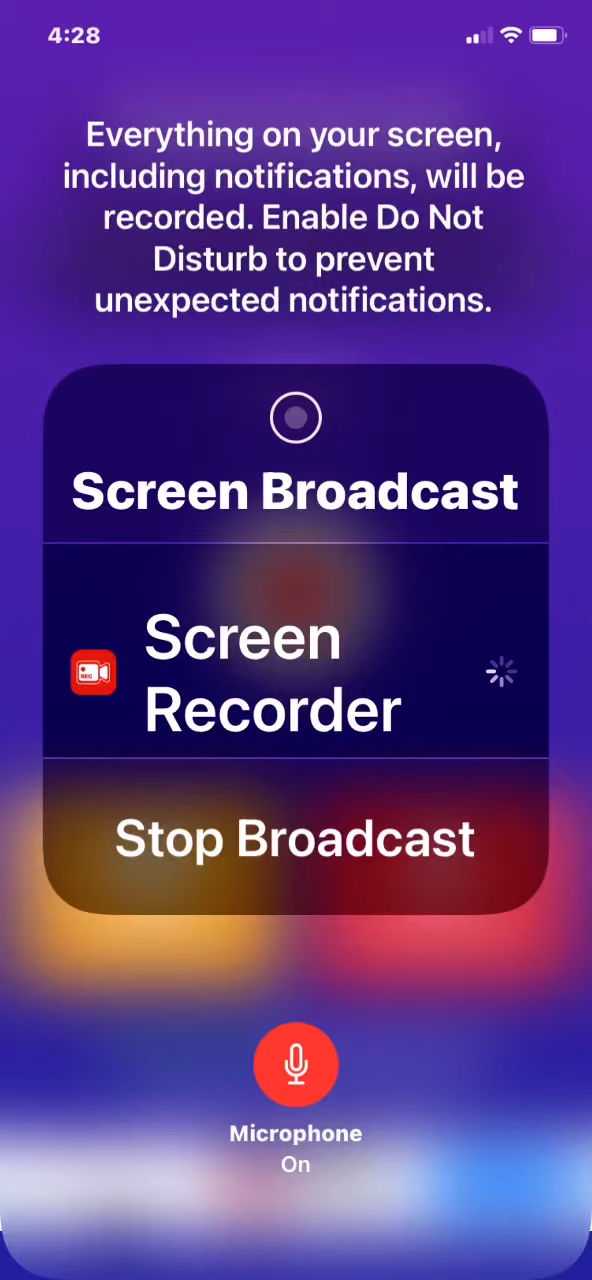 4:28
Everything on your screen,
including notifications, will be
recorded. Enable Do Not
Disturb to prevent
unexpected notifications.
Screen Broadcast
REC
Screen
Recorder
Stop Broadcast
Microphone
On